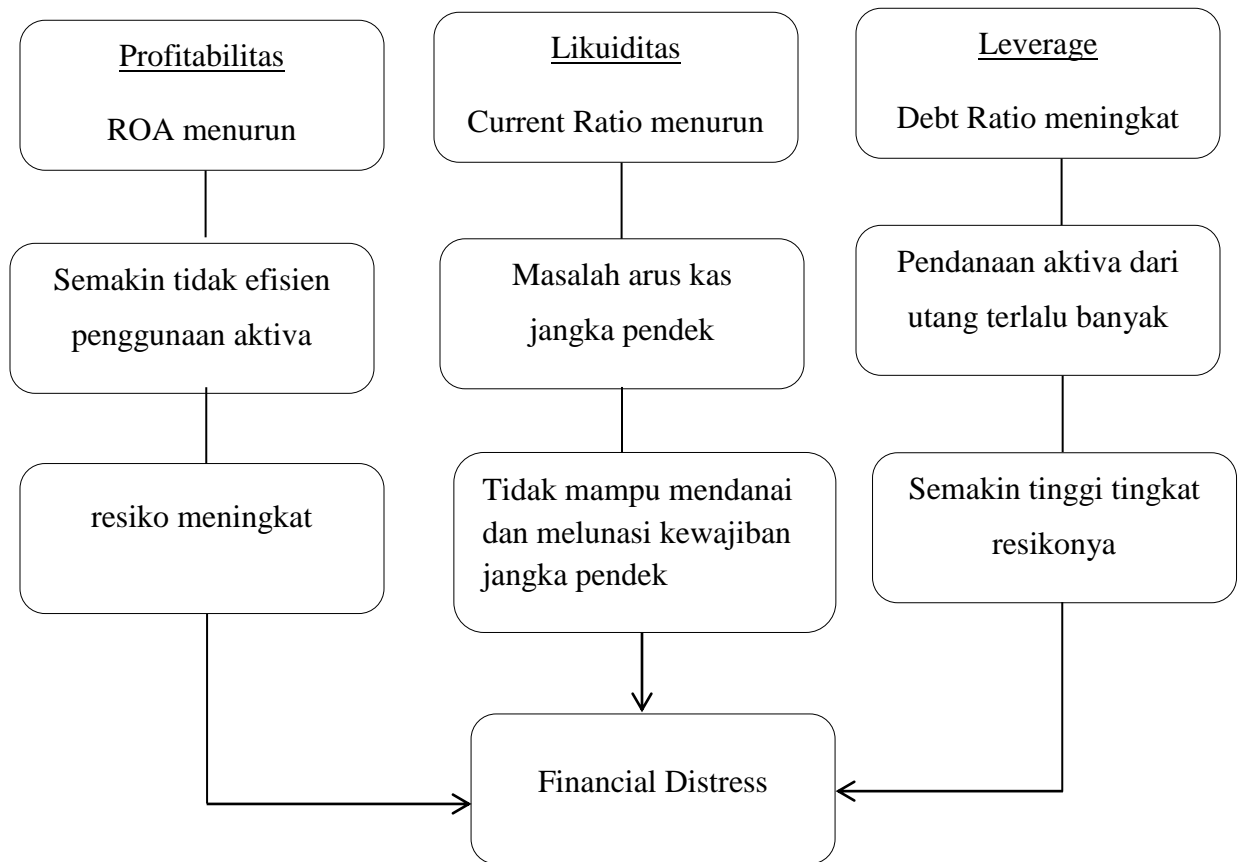 Profitabilitas
ROA menurun
Semakin tidak efisien
penggunaan aktiva
resiko meningkat
Likuiditas
Current Ratio menurun
Masalah arus kas
jangka pendek
Tidak mampu mendanai
dan melunasi kewajiban
jangka pendek
Leverage
Debt Ratio meningkat
Pendanaan aktiva dari
utang terlalu banyak
Semakin tinggi tingkat
resikonya
Financial Distress